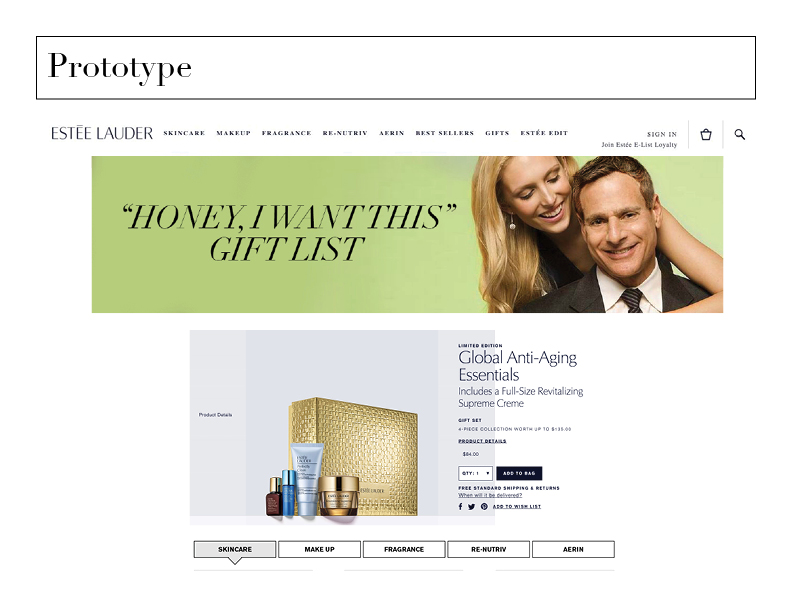 Prototype
ESTĒE LAUDER
SKINCARE MAKEUP FRAGRANCE RE-NUTRIV AERIN BEST SELLERS GIFTS ESTÉE EDIT
SIGN IN
Join Estée E-List Loyalty
“HONEY, I WANT THIS”
GIFT LIST
LIMITED EDITION
Global Anti-Aging
Essentials
Includes a Full-Size Revitalizing
Supreme Creme
Product Details
GIFT SET
4-PIECE COLLECTION WORTH UP TO $130.00
PRODUCT DETAILS
$84.00
QTY: 1 ADD TO BAG
FREE STANDARD SHIPPING & RETURNS
When will it be delivered?
ADD TO WISH LIST
SKINCARE MAKE UP FRAGRANCE RE-NUTRIV AERIN